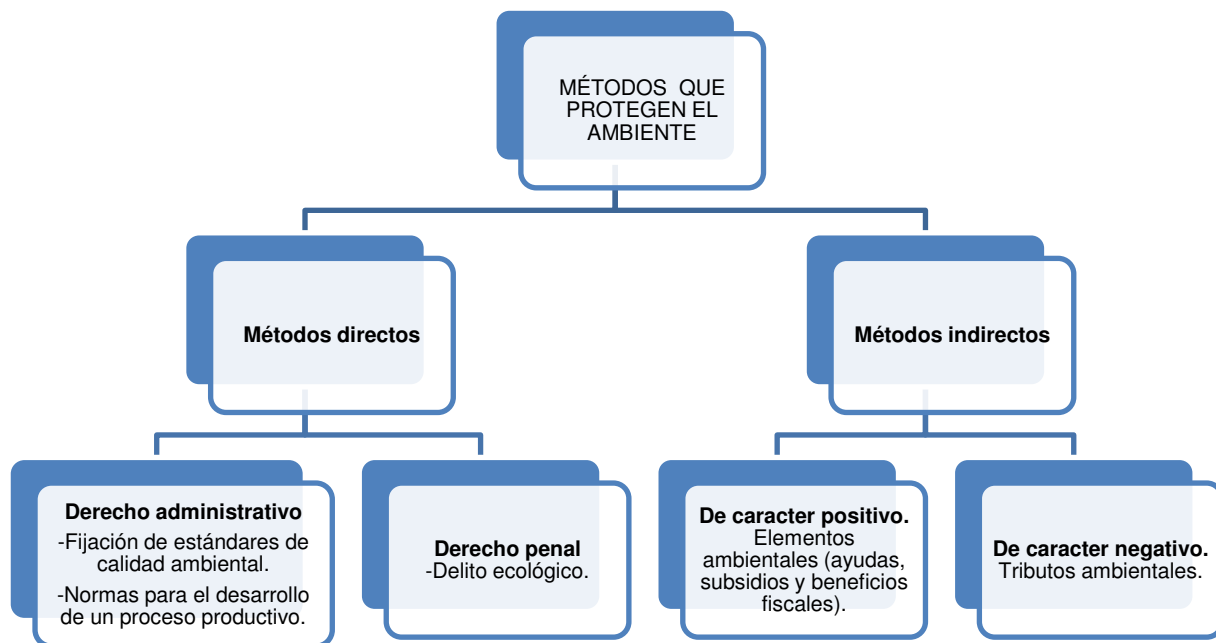 MÉTODOS QUE
PROTEGEN EL
AMBIENTE
Métodos directos
Métodos indirectos
Derecho administrativo
-Fijación de estándares de
calidad ambiental.
-Normas para el desarrollo
de un proceso productivo.
Derecho penal
-Delito ecológico.
De caracter positivo.
Elementos
ambientales (ayudas,
subsidios y beneficios
fiscales).
De caracter negativo.
Tributos ambientales.